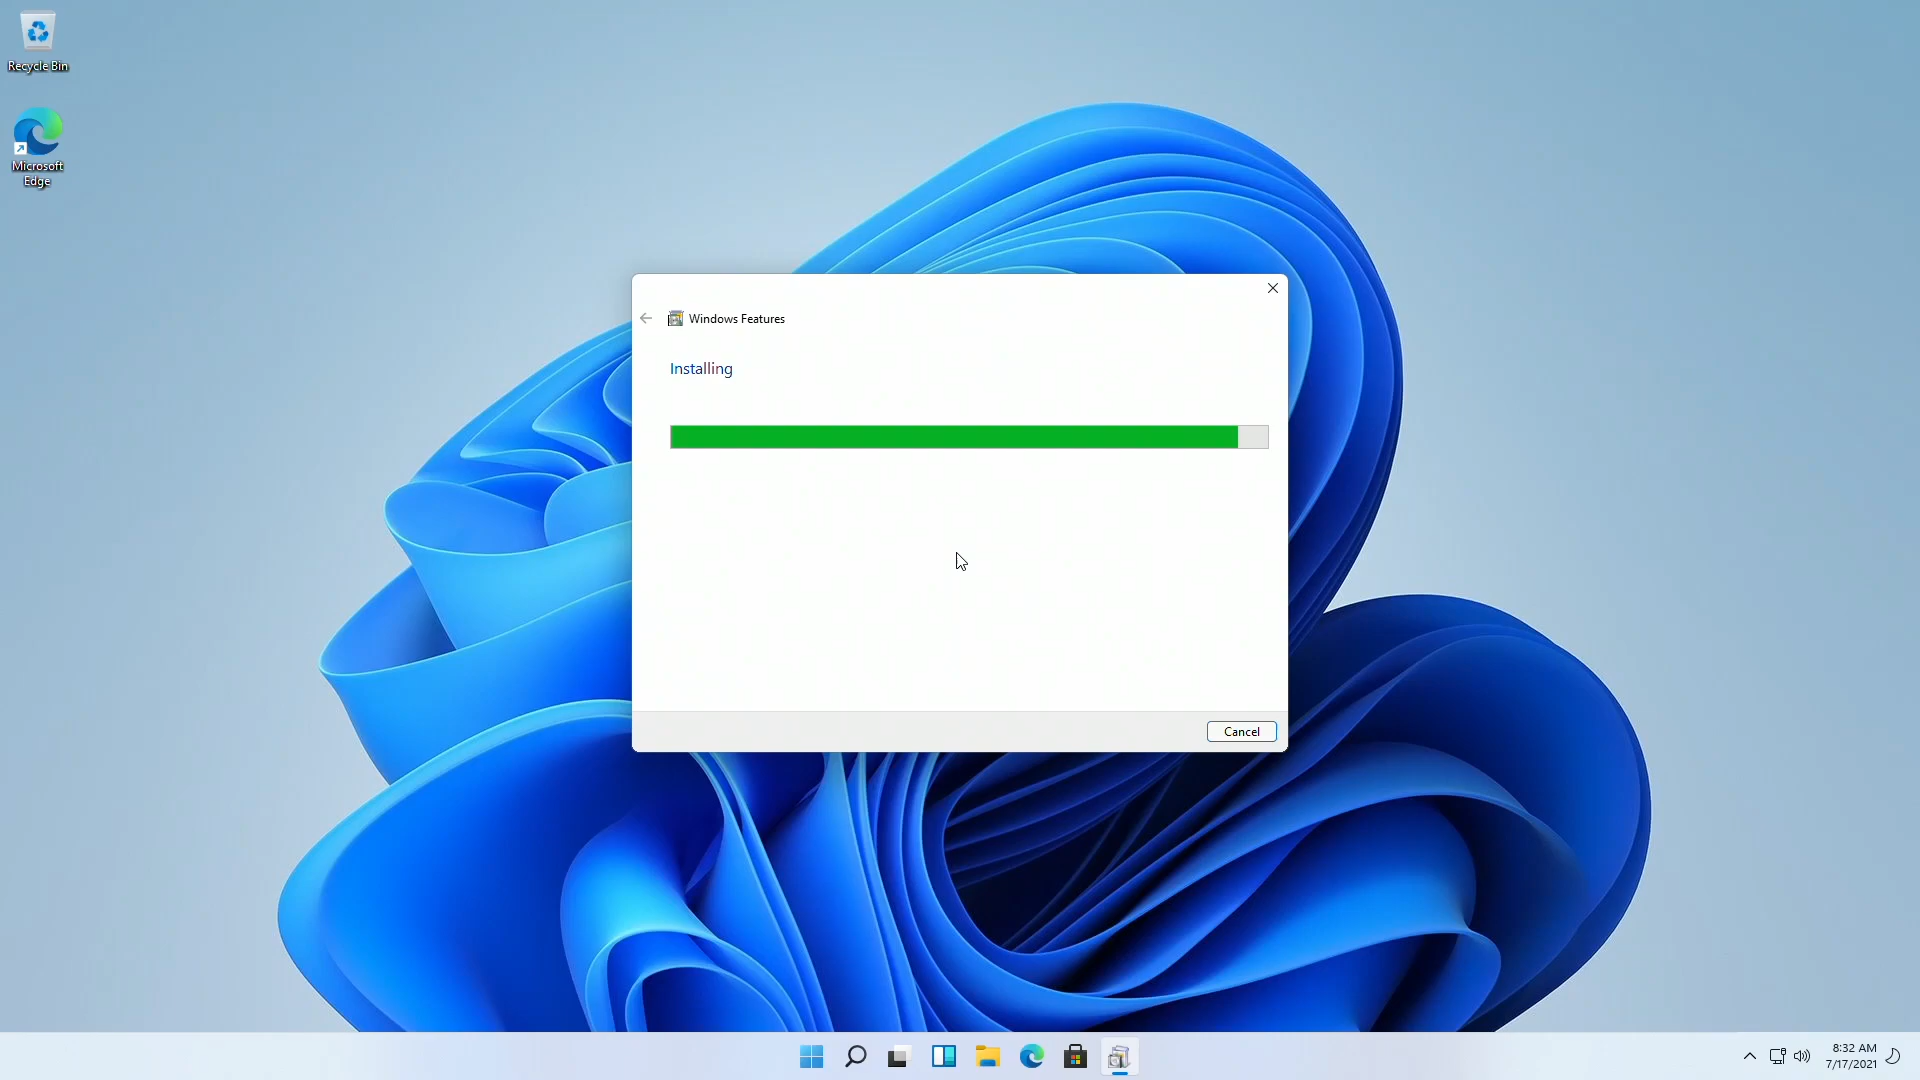 Recycle Bin
Microsoft
Edge
Windows Features
Installing
Cancel
8:32 AM
7/17/2021